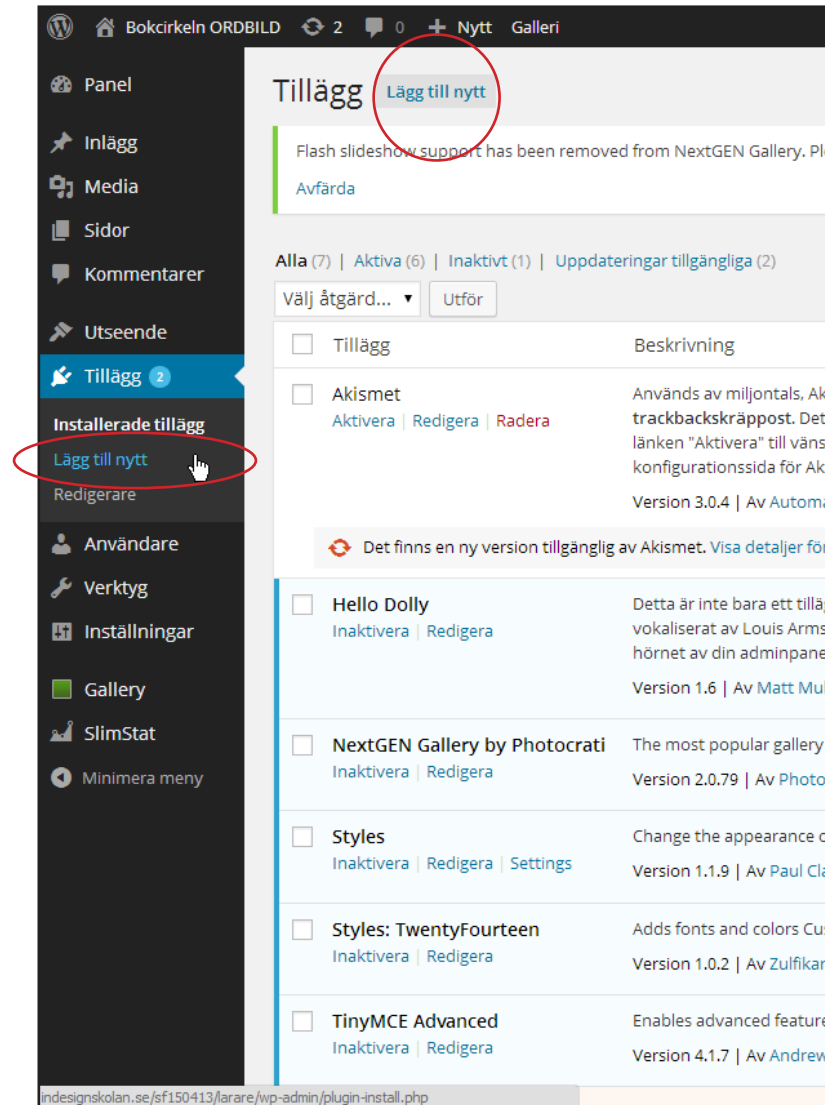 Bokcirkeln ORDBILD 2 0 Nytt Galleri
Panel
Inlägg
Media
Sidor
Kommentarer
Utseende
Tillägg 2
Installerade tillägg
Lägg till nytt
Redigerare
Användare
Verktyg
Inställningar
Gallery
SlimStat
Minimera meny
Tillägg Lägg till nytt
Flash slideshow support has been removed from NextGEN Gallery. Pl
Avfärda
Alla (7) | Aktiva (6) | Inaktivt (1) | Uppdateringar tillgängliga (2)
Välj åtgärd... Utför
Tillägg Beskrivning
Akismet
Aktivera | Redigera | Radera
Används av miljontals, Ak
trackbackskräppost. Det
länken "Aktivera" tillväns
konfigurationssida för Ak
Version 3.0.4 | Av Automa
Det finns en ny version tillgänglig av Akismet. Visa detaljer för
Hello Dolly
Inaktivera | Redigera
Detta är inte bara ett tillä
vokaliserat av Louis Arms
hörnet av din adminpane
Version 1.6 | Av Matt Mul
NextGEN Gallery by Photocrati
Inaktivera | Redigera
The most popular gallery
Version 2.0.79 | Av Photo
Styles
Inaktivera | Redigera | Settings
Change the appearance o
Version 1.1.9 | Av Paul Cla
Styles: TwentyFourteen
Inaktivera | Redigera
Adds fonts and colors Cus
Version 1.0.2 | Av Zulfikar
TinyMCE Advanced
Inaktivera | Redigera
Enables advanced feature
Version 4.1.7 | Av Andrew
indesignskolan.se/sf150413/larare/wp-admin/plugin-install.php